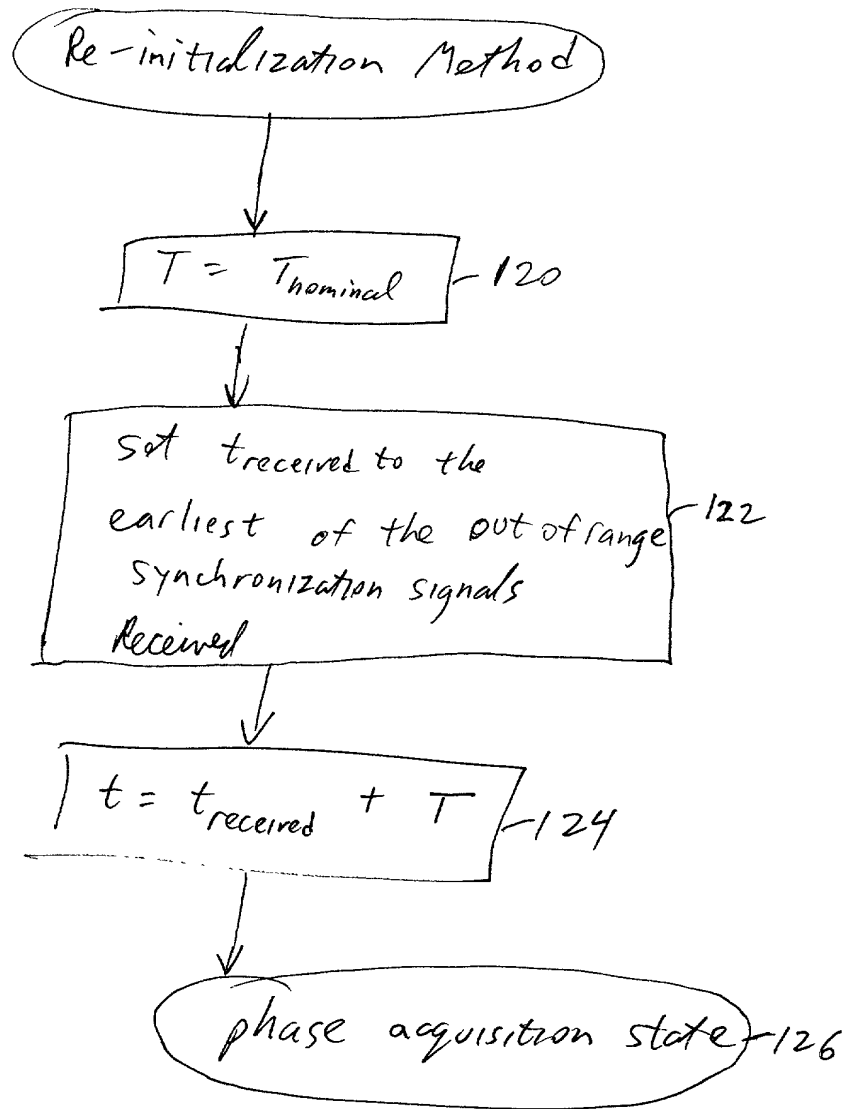 Re-initialization Method
T = Tnominal
120
set treceived to the
earliest of the out of range
synchronization signals
Received
122
t = treceived + T
124
phase acquisition state
126